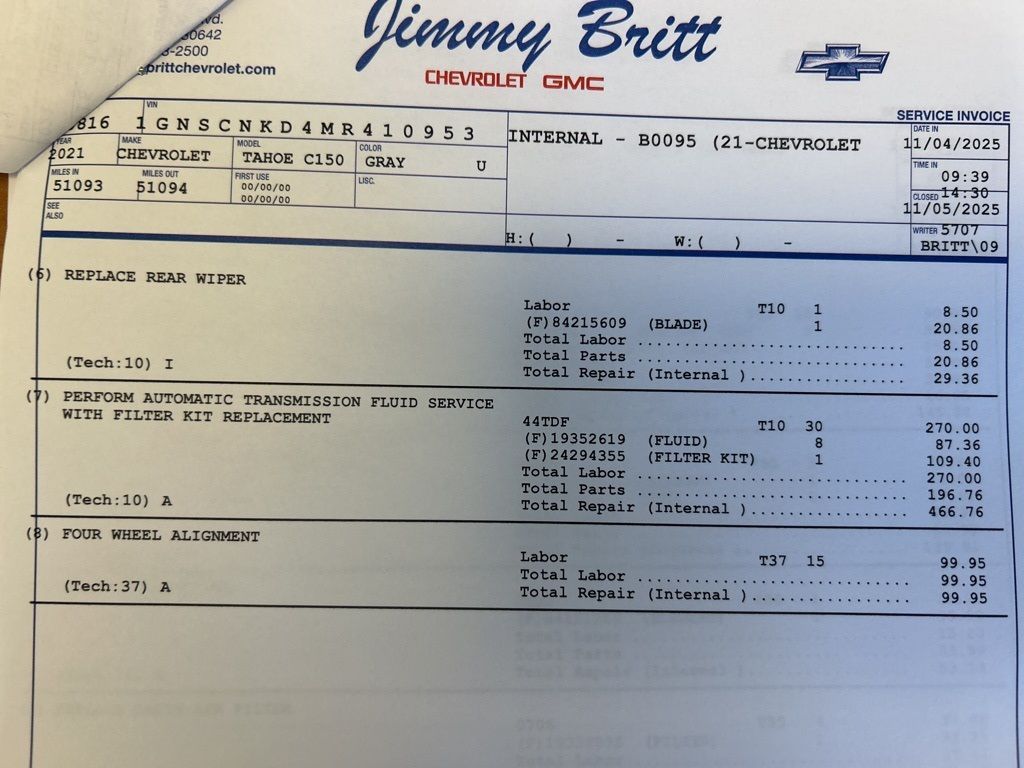 vd.
30642
-2500
brittchevrolet.com
Jimmy Britt
CHEVROLET GMC
SERVICE INVOICE
VIN
816 1GNSCNKD4MR410953
INTERNAL - B0095 (21-CHEVROLET
DATE IN
11/04/2025
YEAR MAKE MODEL COLOR
2021 CHEVROLET TAHOE C150 GRAY U
TIME IN
09:39
MILES IN MILES OUT FIRST USE LISC.
51093 51094 00/00/00
00/00/00
CLOSED 14:30
11/05/2025
SEE
ALSO
H:( ) - W:( ) -
WRITER 5707
BRITT\09
(6) REPLACE REAR WIPER
Labor T10 1 8.50
(F)84215609 (BLADE) 1 20.86
Total Labor ............................ 8.50
Total Parts ............................ 20.86
(Tech:10) I
Total Repair (Internal )................ 29.36
(7) PERFORM AUTOMATIC TRANSMISSION FLUID SERVICE
WITH FILTER KIT REPLACEMENT
44TDF T10 30 270.00
(F)19352619 (FLUID) 8 87.36
(F)24294355 (FILTER KIT) 1 109.40
Total Labor ............................ 270.00
Total Parts ............................ 196.76
(Tech:10) A
Total Repair (Internal )................ 466.76
(8) FOUR WHEEL ALIGNMENT
Labor T37 15 99.95
Total Labor ............................ 99.95
(Tech:37) A
Total Repair (Internal )................ 99.95